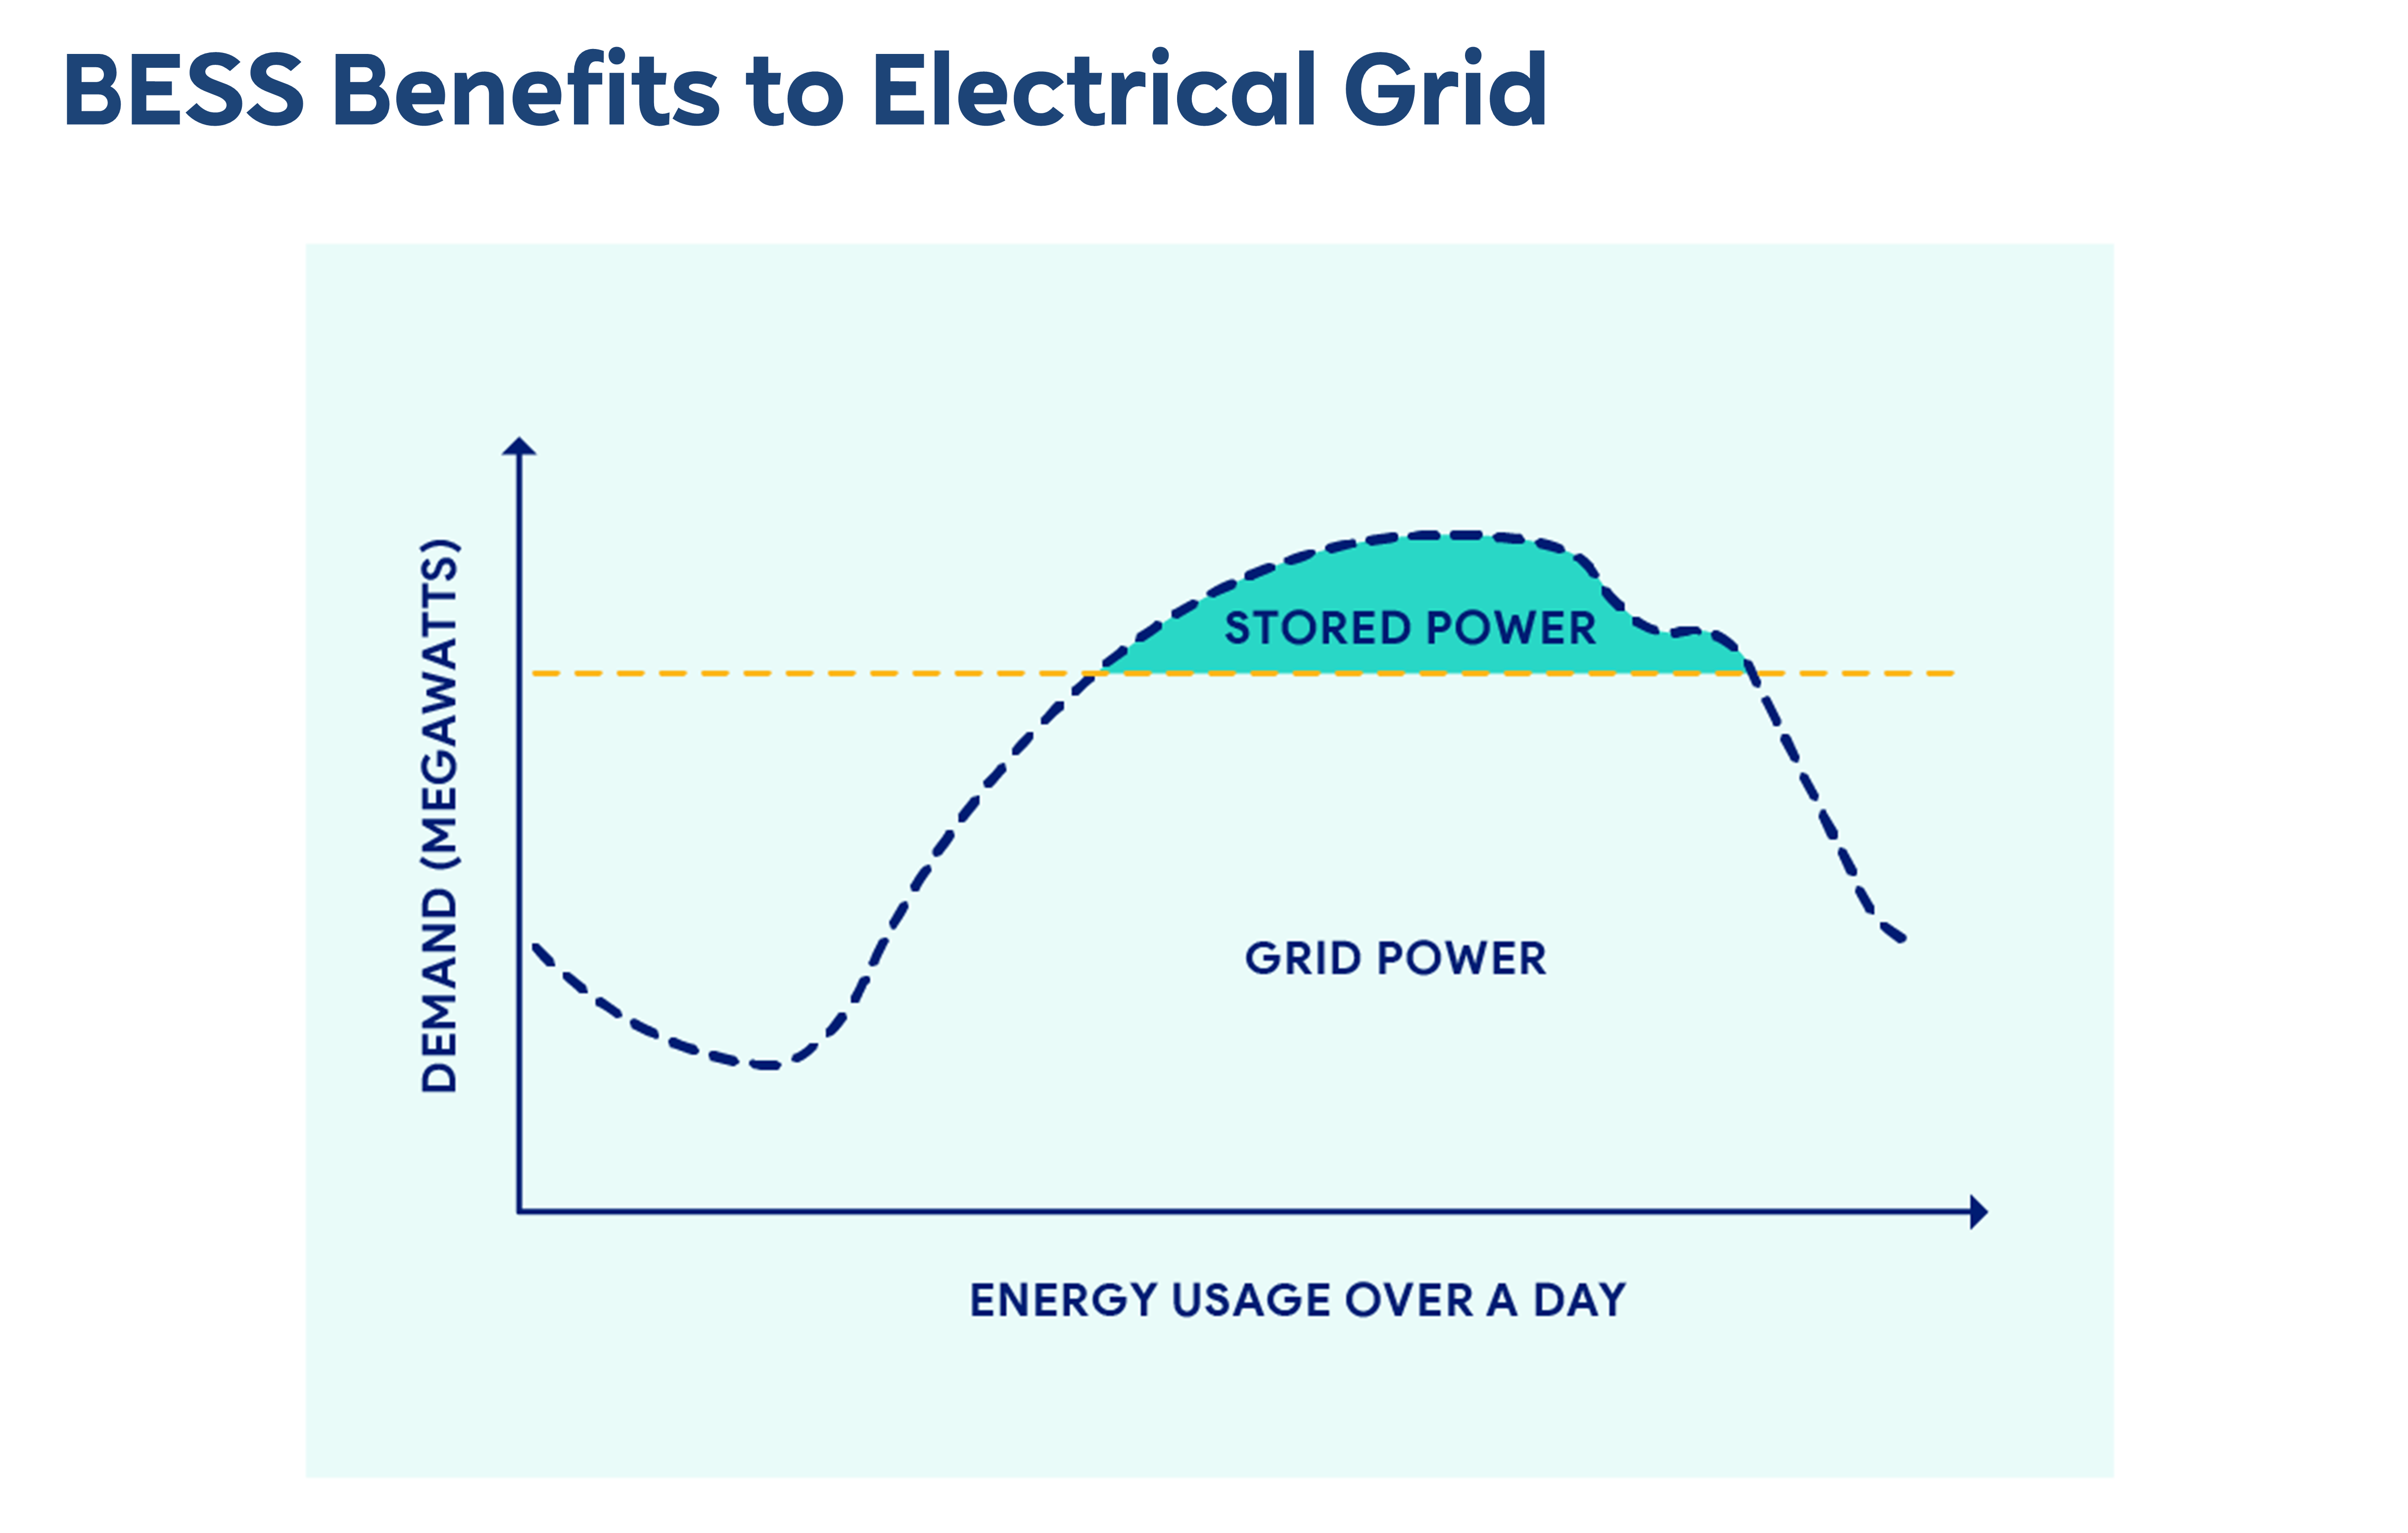 BESS Benefits to Electrical Grid
DEMAND (MEGAWATTS)
STORED POWER
GRID POWER
ENERGY USAGE OVER A DAY